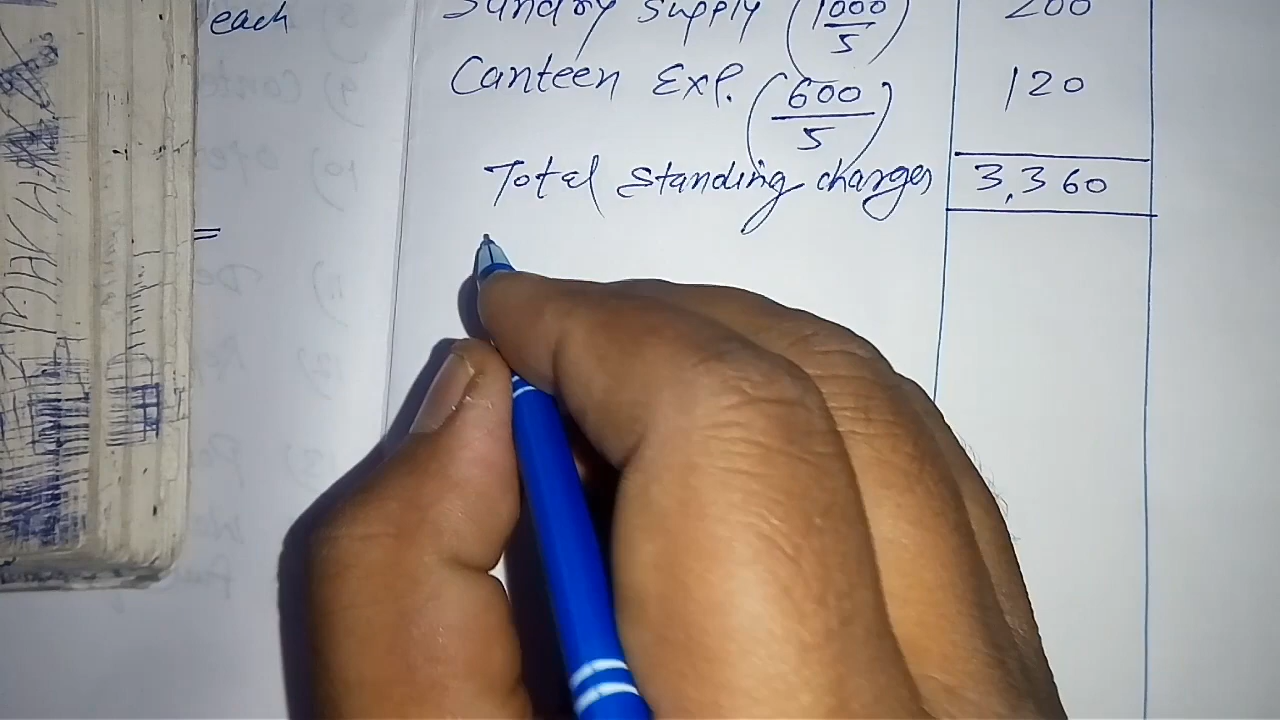 each
Sundry Supply (1000/5) 200
Canteen Exp. (600/5) 120
Total Standing charges 3,360